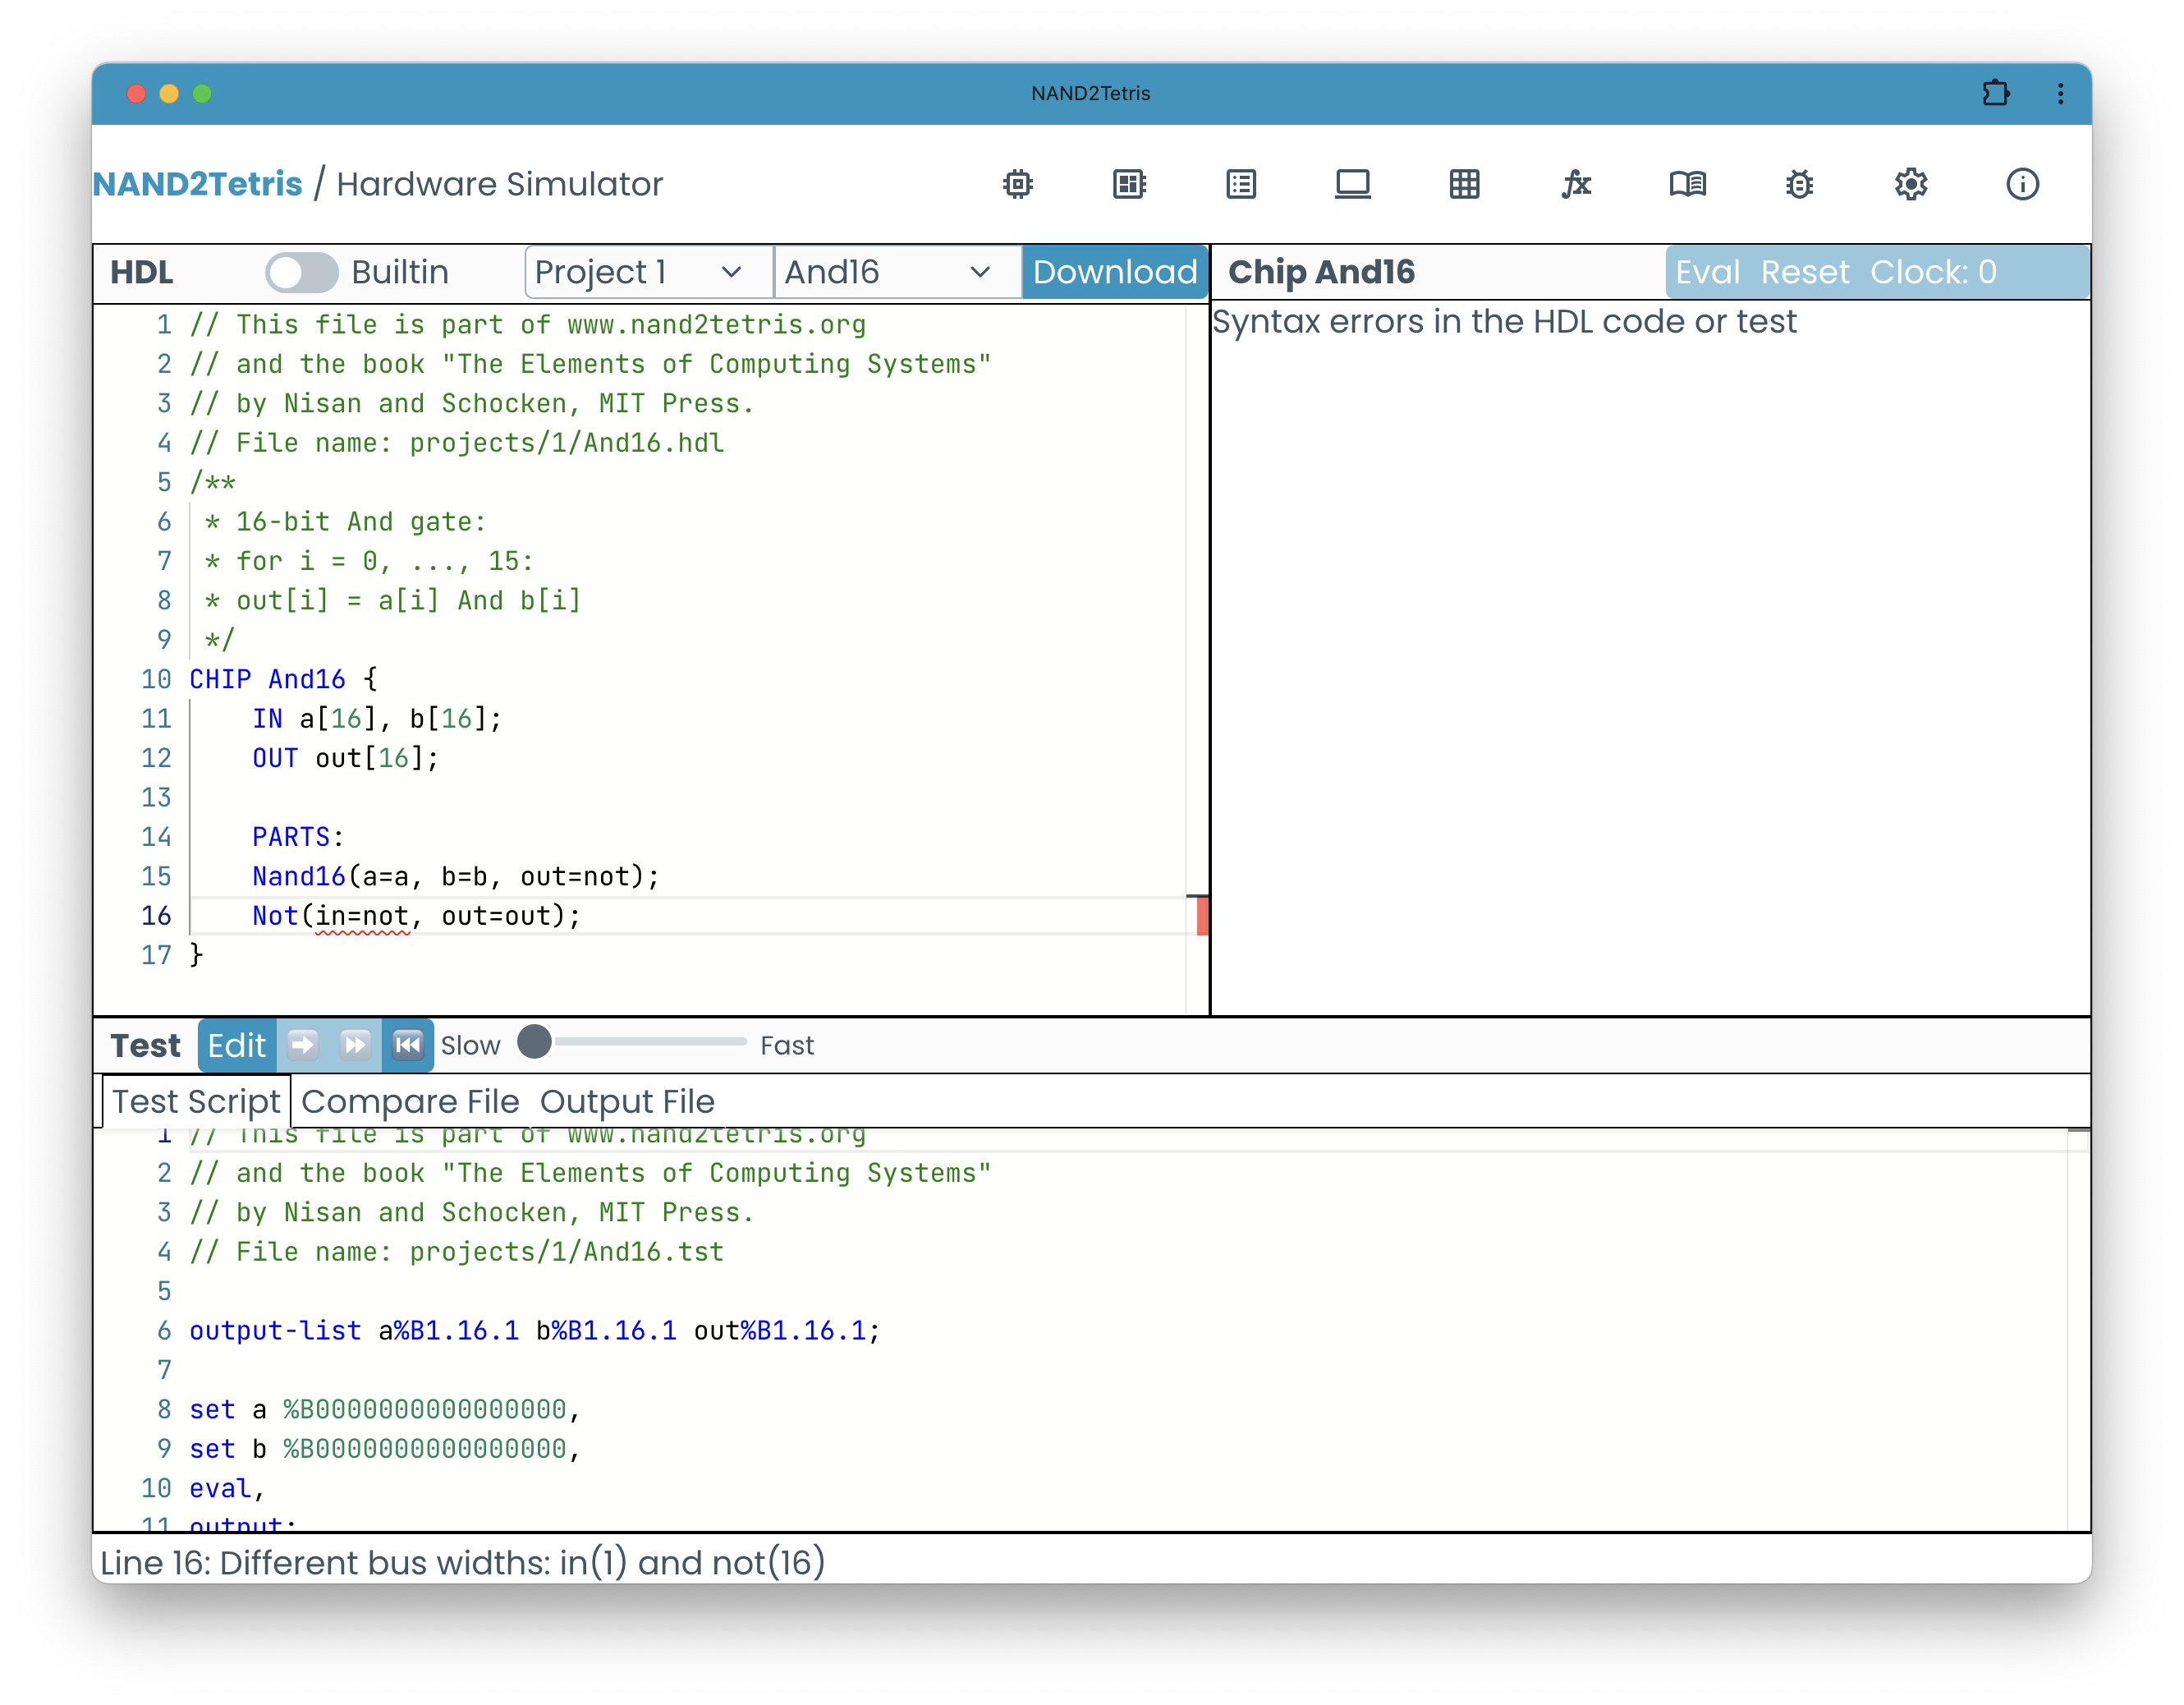 NAND2Tetris
NAND2Tetris / Hardware Simulator
HDL Builtin Project 1 And16 Download
1 // This file is part of www.nand2tetris.org
2 // and the book "The Elements of Computing Systems"
3 // by Nisan and Schocken, MIT Press.
4 // File name: projects/1/And16.hdl
5 /**
6 * 16-bit And gate:
7 * for i = 0, ..., 15:
8 * out[i] = a[i] And b[i]
9 */
10 CHIP And16 {
11 IN a[16], b[16];
12 OUT out[16];
13
14 PARTS:
15 Nand16(a=a, b=b, out=not);
16 Not(in=not, out=out);
17 }
Chip And16 Eval Reset Clock: 0
Syntax errors in the HDL code or test
Test Edit Slow Fast
Test Script Compare File Output File
1 // This file is part of www.nand2tetris.org
2 // and the book "The Elements of Computing Systems"
3 // by Nisan and Schocken, MIT Press.
4 // File name: projects/1/And16.tst
5
6 output-list a%B1.16.1 b%B1.16.1 out%B1.16.1;
7
8 set a %B0000000000000000,
9 set b %B0000000000000000,
10 eval,
11 output;
Line 16: Different bus widths: in(1) and not(16)